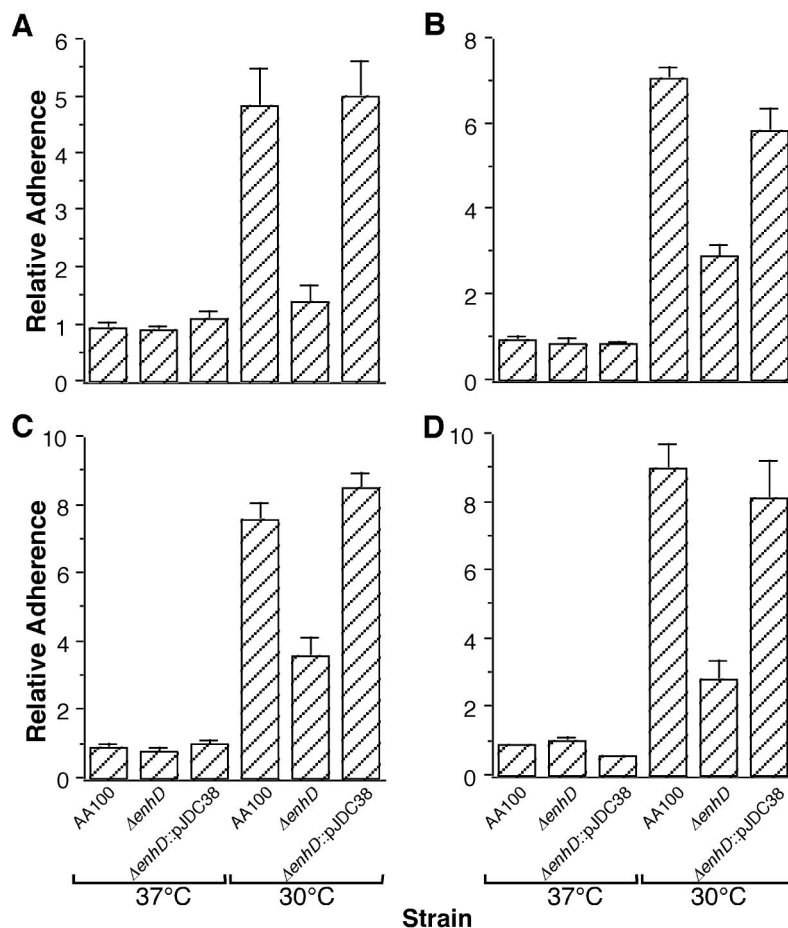 A
Relative Adherence
6
5
4
3
2
1
0
B
8
6
4
2
0
C
Relative Adherence
10
8
6
4
2
0
AA100
ΔenhD
ΔenhD::pJDC38
AA100
ΔenhD
ΔenhD::pJDC38
37°C
30°C
D
10
8
6
4
2
0
AA100
ΔenhD
ΔenhD::pJDC38
AA100
ΔenhD
ΔenhD::pJDC38
37°C
30°C
Strain